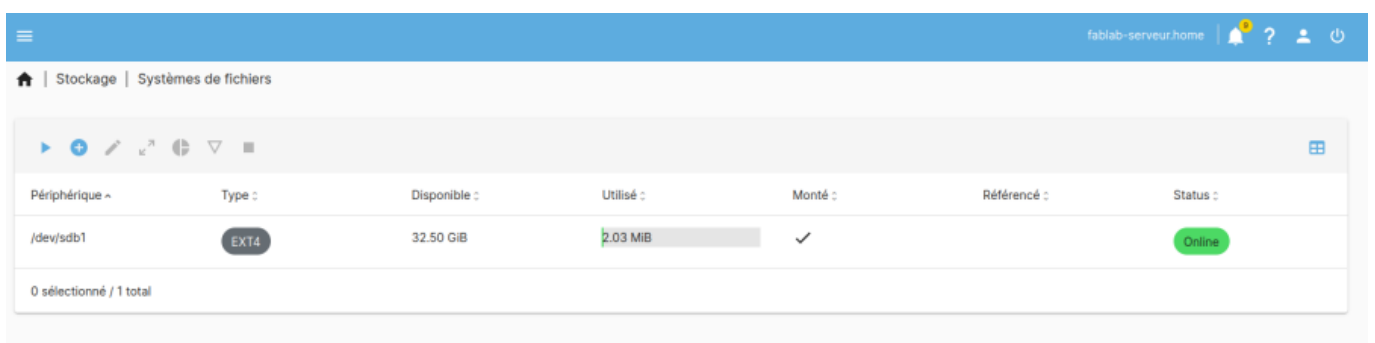 fablab-serveur.home
Stockage | Systèmes de fichiers
Périphérique Type Disponible Utilisé Monté Référencé Status
/dev/sdb1 EXT4 32.50 GiB 2.03 MiB Online
0 sélectionné / 1 total